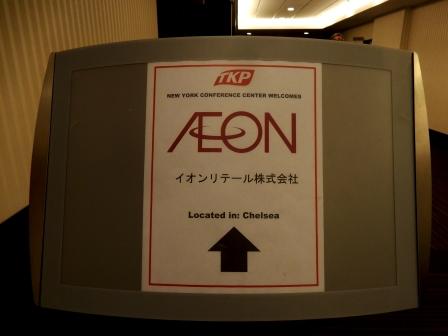 TKP
NEW YORK CONFERENCE CENTER WELCOMES
ÆON
イオンリテール株式会社
Located in: Chelsea